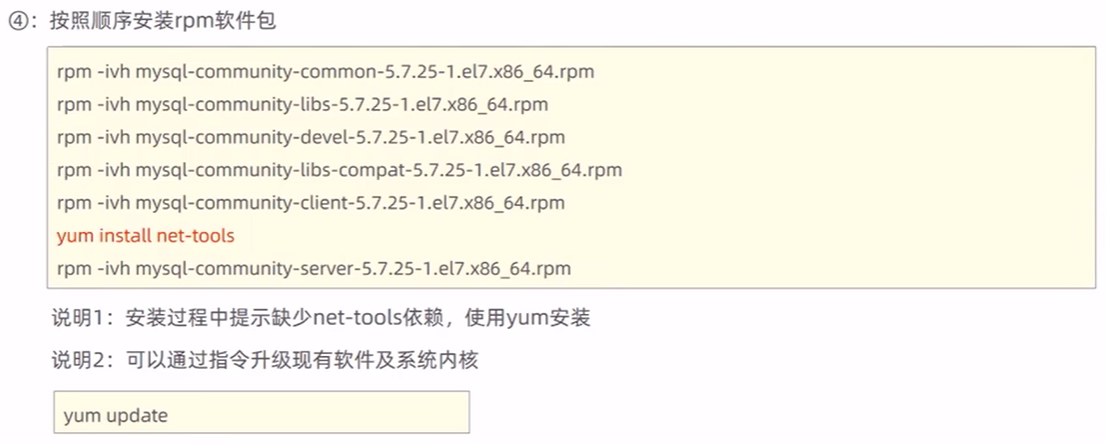 ④：按照顺序安装rpm软件包
rpm -ivh mysql-community-common-5.7.25-1.el7.x86_64.rpm
rpm -ivh mysql-community-libs-5.7.25-1.el7.x86_64.rpm
rpm -ivh mysql-community-devel-5.7.25-1.el7.x86_64.rpm
rpm -ivh mysql-community-libs-compat-5.7.25-1.el7.x86_64.rpm
rpm -ivh mysql-community-client-5.7.25-1.el7.x86_64.rpm
yum install net-tools
rpm -ivh mysql-community-server-5.7.25-1.el7.x86_64.rpm
说明1：安装过程中提示缺少net-tools依赖，使用yum安装
说明2：可以通过指令升级现有软件及系统内核
yum update